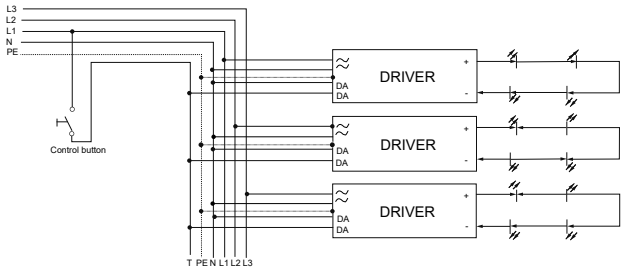 L3
L2
L1
N
PE
+
DRIVER
DA
DA
-
+
DRIVER
DA
DA
-
Control button
+
DRIVER
DA
DA
-
T PE N L1 L2 L3